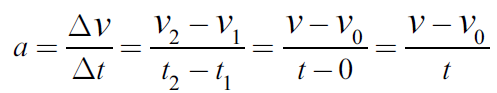 a = Δv/Δt = (v₂ − v₁)/(t₂ − t₁) = (v − v₀)/(t − 0) = (v − v₀)/t